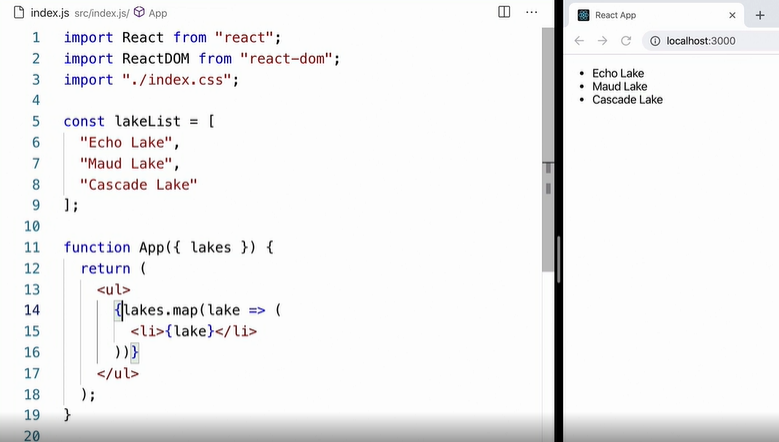 index.js src/index.js/ App
1 import React from "react";
2 import ReactDOM from "react-dom";
3 import "./index.css";
4
5 const lakeList = [
6 "Echo Lake",
7 "Maud Lake",
8 "Cascade Lake"
9 ];
10
11 function App({ lakes }) {
12 return (
13 <ul>
14 {lakes.map(lake => (
15 <li>{lake}</li>
16 ))}
17 </ul>
18 );
19 }
20
React App
localhost:3000
• Echo Lake
• Maud Lake
• Cascade Lake